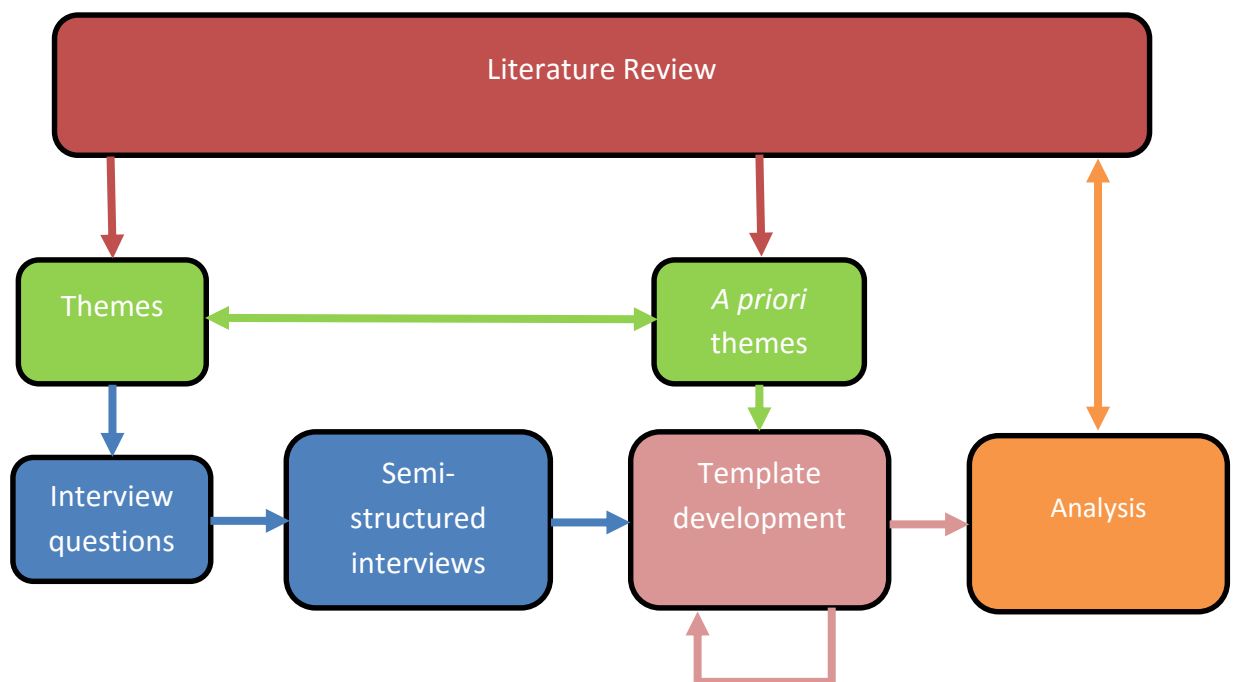 Literature Review
Themes
A priori
themes
Interview
questions
Semi-
structured
interviews
Template
development
Analysis